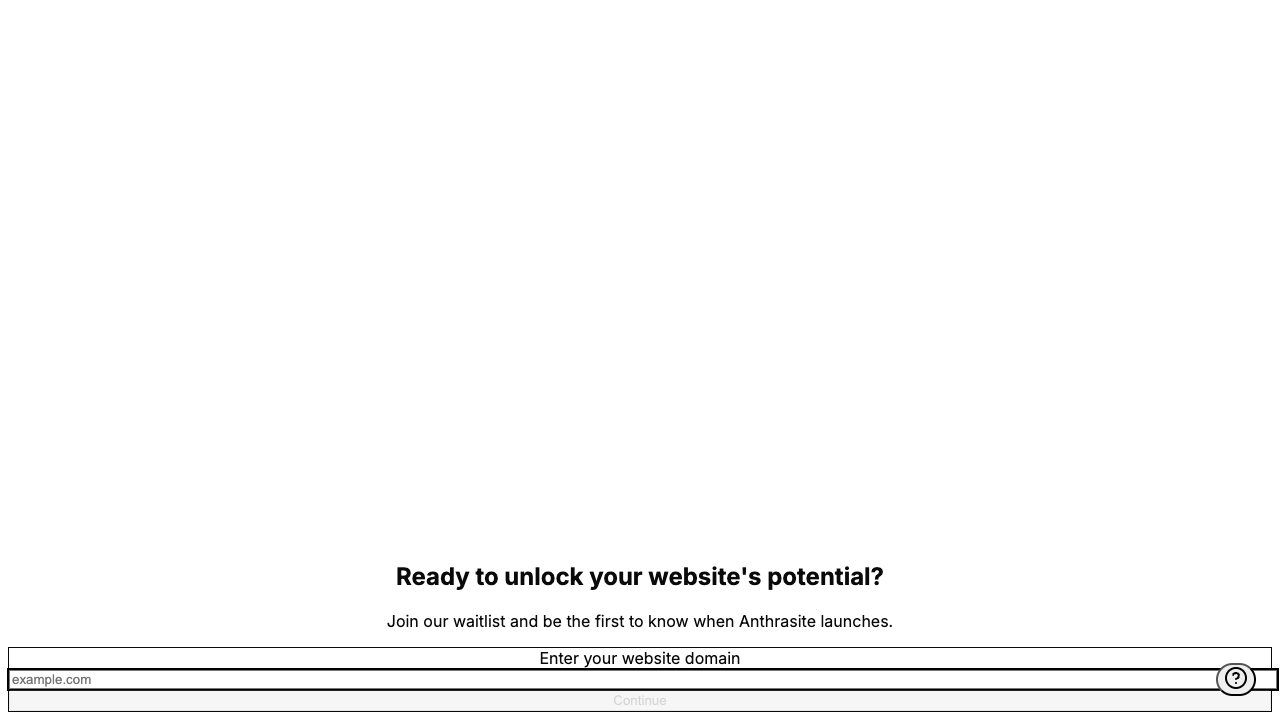 Ready to unlock your website's potential?
Join our waitlist and be the first to know when Anthrasite launches.
Enter your website domain
example.com
Continue